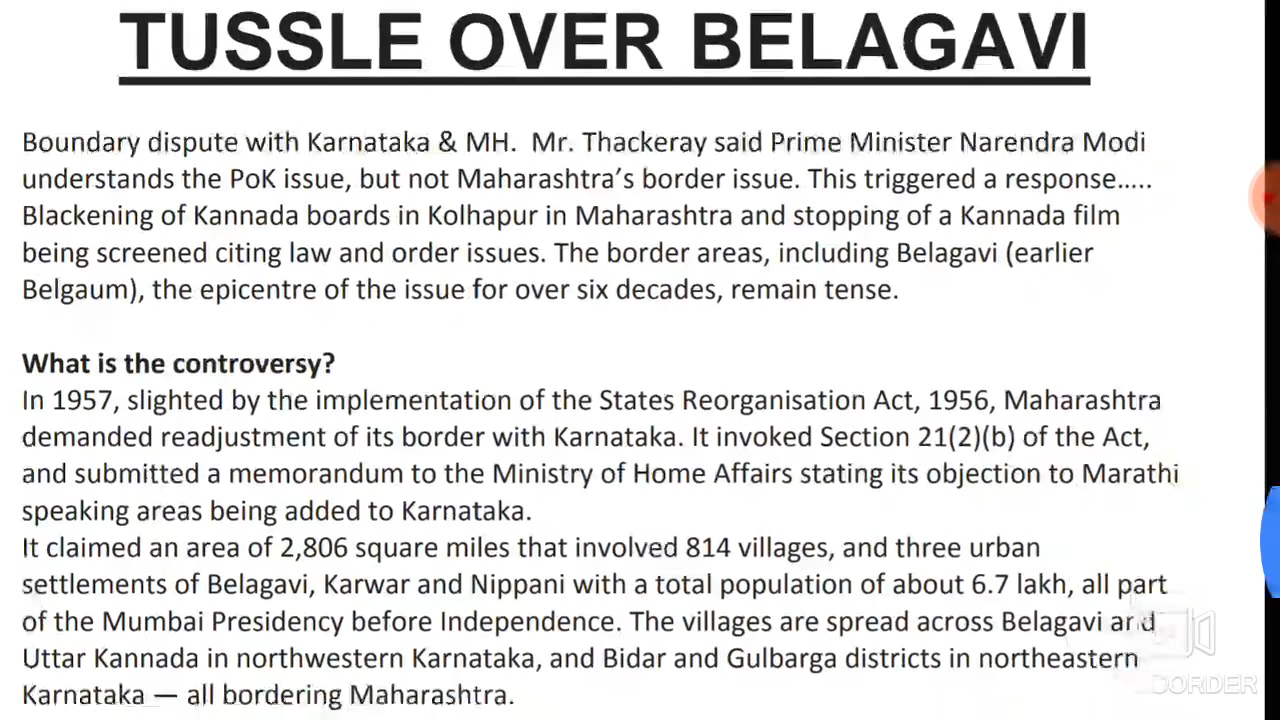 TUSSLE OVER BELAGAVI
Boundary dispute with Karnataka & MH.  Mr. Thackeray said Prime Minister Narendra Modi
understands the PoK issue, but not Maharashtra's border issue. This triggered a response.....
Blackening of Kannada boards in Kolhapur in Maharashtra and stopping of a Kannada film
being screened citing law and order issues. The border areas, including Belagavi (earlier
Belgaum), the epicentre of the issue for over six decades, remain tense.
What is the controversy?
In 1957, slighted by the implementation of the States Reorganisation Act, 1956, Maharashtra
demanded readjustment of its border with Karnataka. It invoked Section 21(2)(b) of the Act,
and submitted a memorandum to the Ministry of Home Affairs stating its objection to Marathi
speaking areas being added to Karnataka.
It claimed an area of 2,806 square miles that involved 814 villages, and three urban
settlements of Belagavi, Karwar and Nippani with a total population of about 6.7 lakh, all part
of the Mumbai Presidency before Independence. The villages are spread across Belagavi and
Uttar Kannada in northwestern Karnataka, and Bidar and Gulbarga districts in northeastern
Karnataka — all bordering Maharashtra.